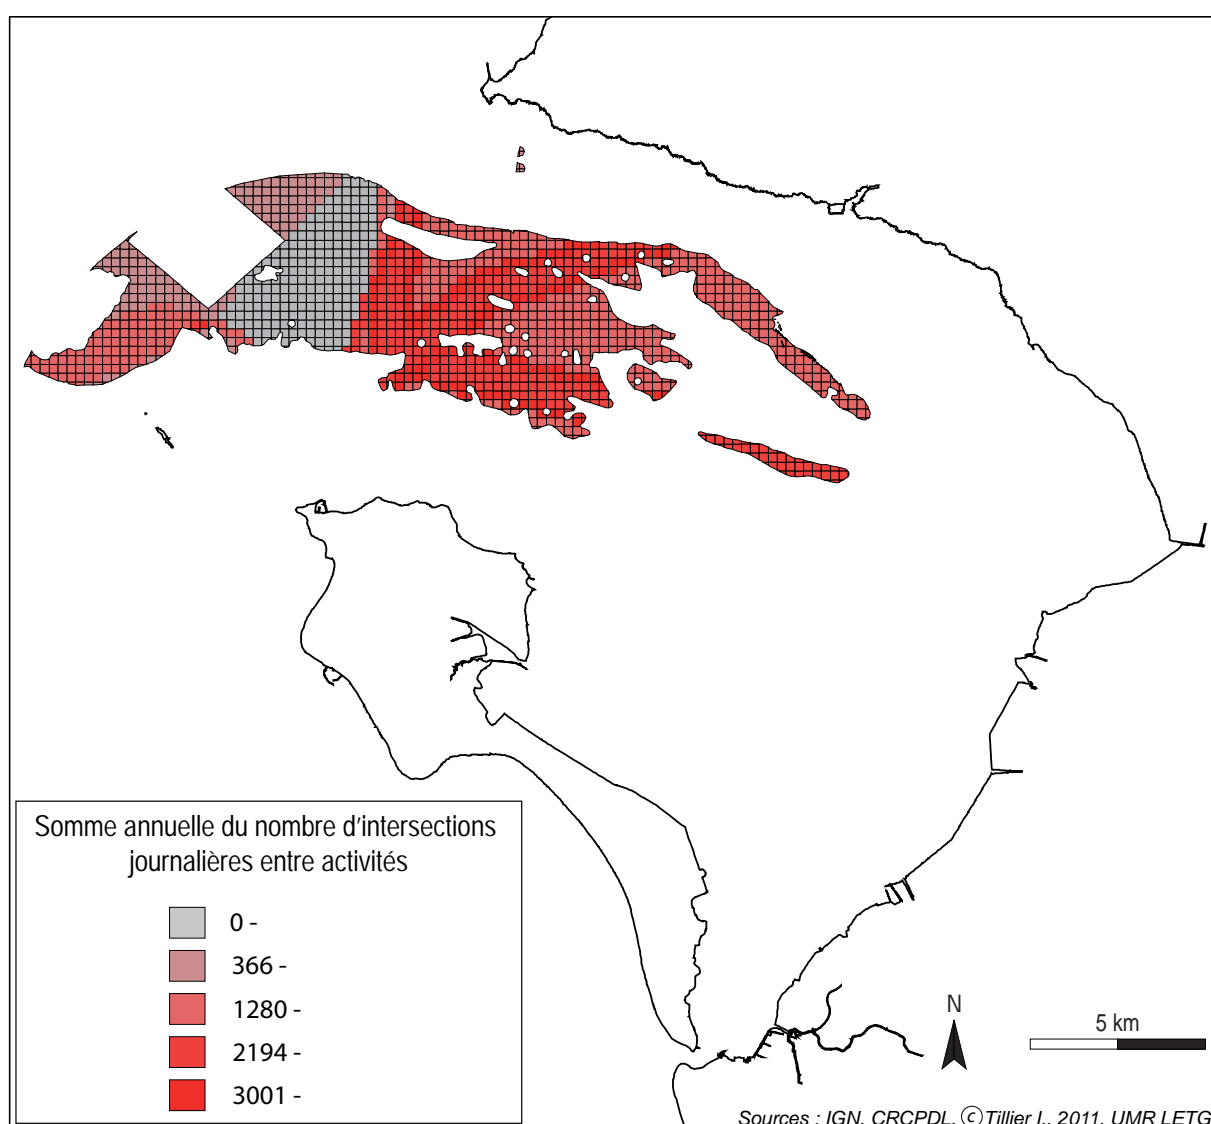 Somme annuelle du nombre d'intersections
journalières entre activités
0 -
366 -
1280 -
2194 -
3001 -
N
5 km
Sources : IGN, CRCPDL, © Tillier I., 2011, UMR LETG